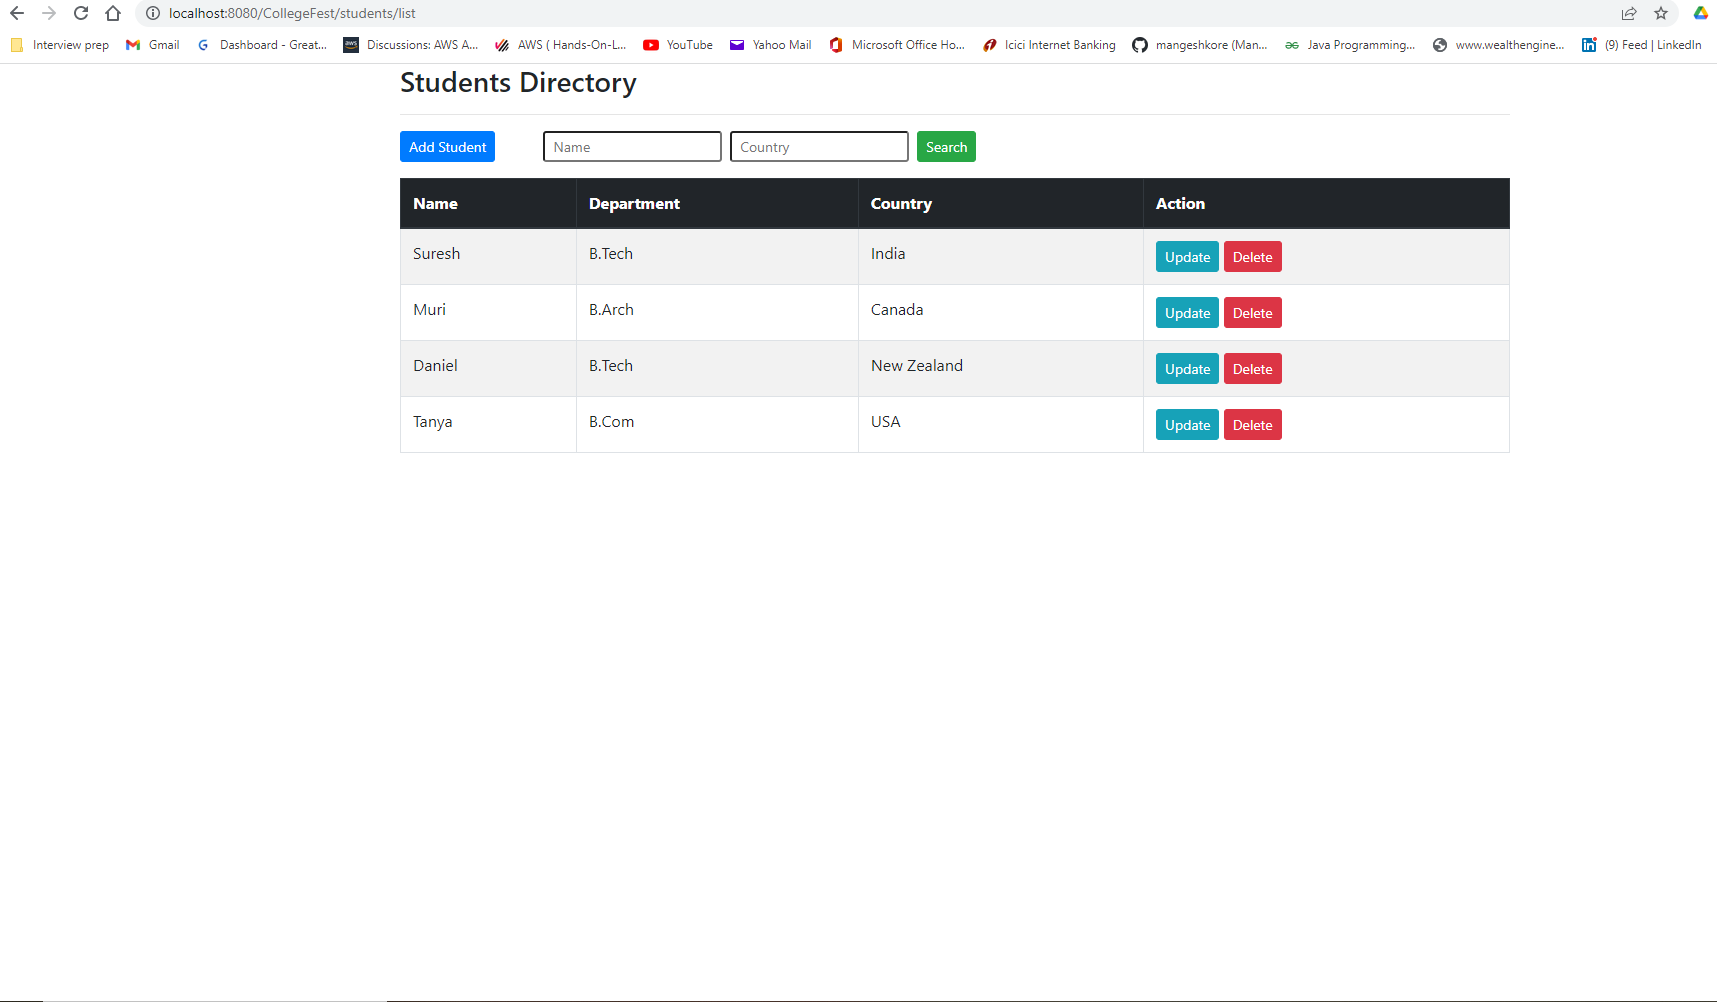 localhost:8080/CollegeFest/students/list
Interview prep Gmail Dashboard - Great... aws Discussions: AWS A... AWS ( Hands-On-L... YouTube Yahoo Mail Microsoft Office Ho... Icici Internet Banking mangeshkore (Man... Java Programming... www.wealthengine... (9) Feed | LinkedIn
Students Directory
Add Student Name Country Search
Name Department Country Action
Suresh B.Tech India Update Delete
Muri B.Arch Canada Update Delete
Daniel B.Tech New Zealand Update Delete
Tanya B.Com USA Update Delete